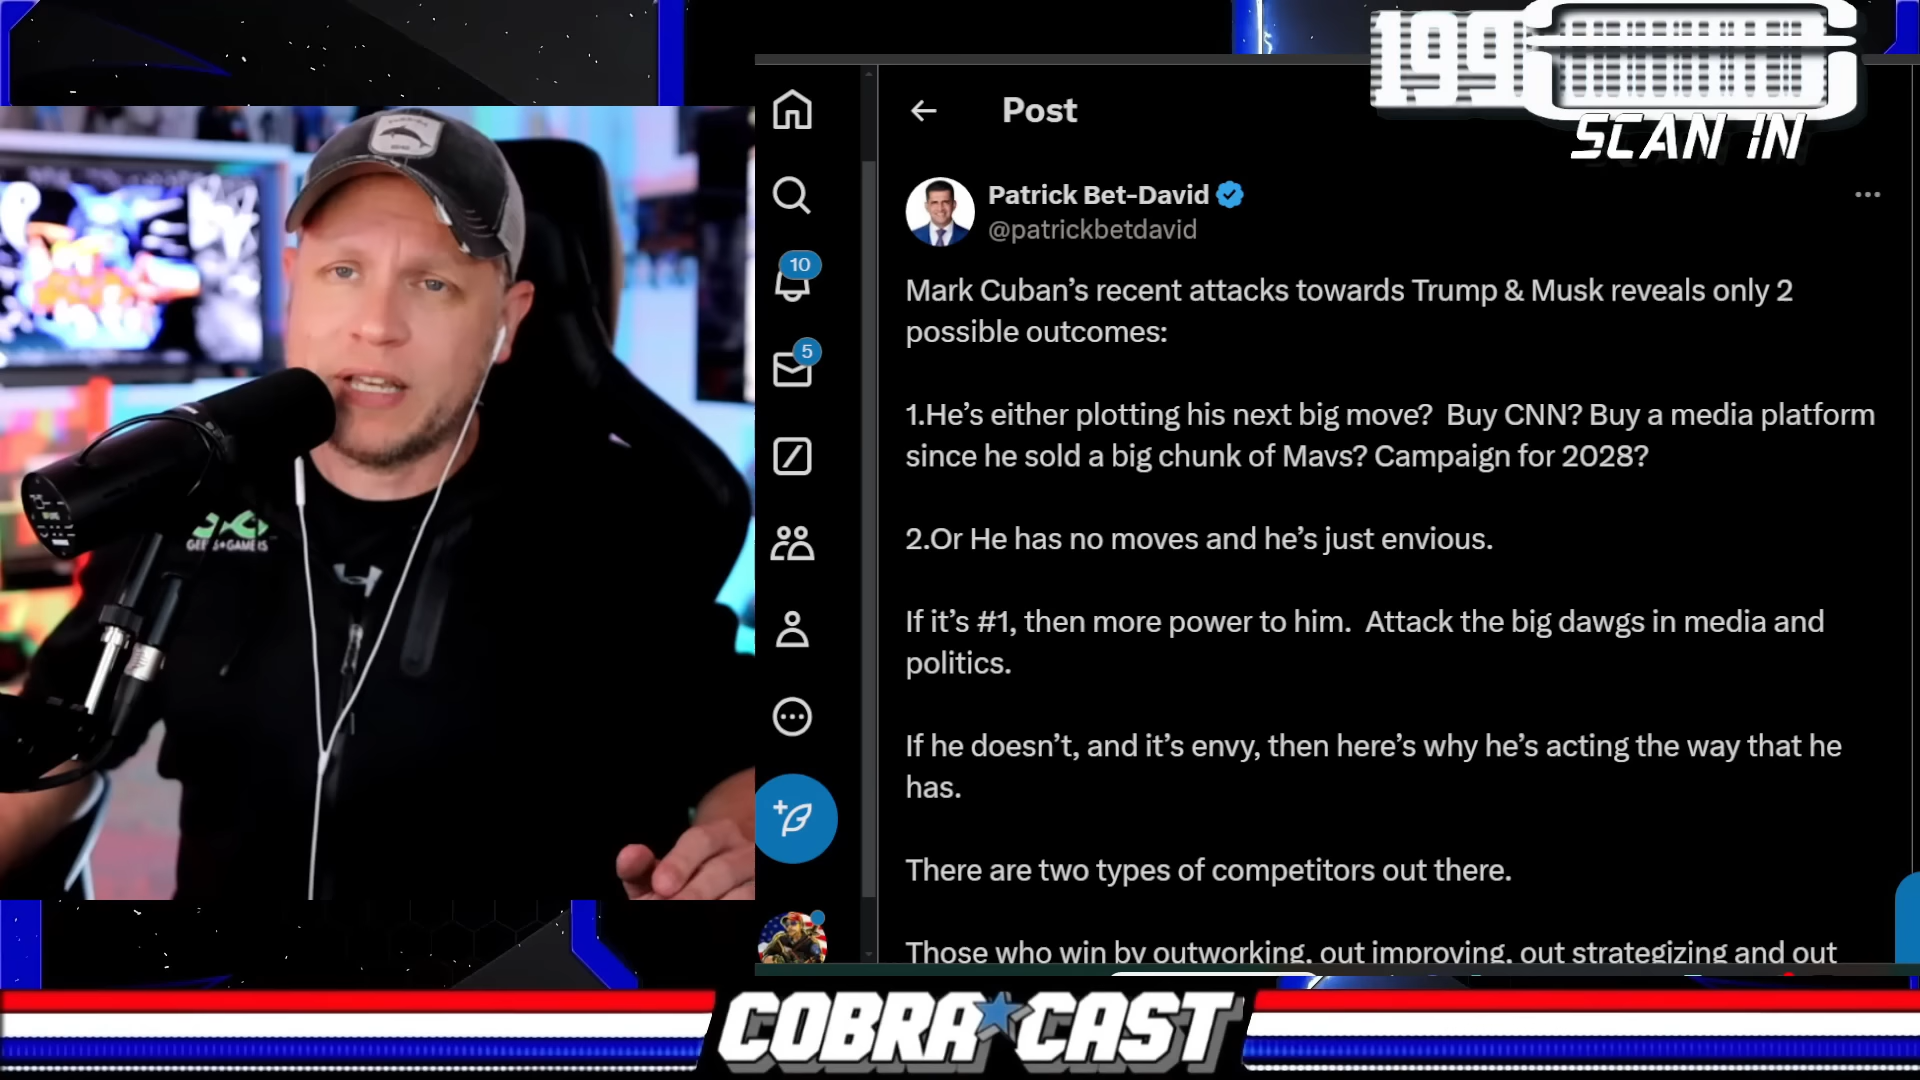 199
SCAN IN
Post
Patrick Bet-David
@patrickbetdavid
10
5
Mark Cuban’s recent attacks towards Trump & Musk reveals only 2
possible outcomes:
1.He’s either plotting his next big move?  Buy CNN? Buy a media platform
since he sold a big chunk of Mavs? Campaign for 2028?
2.Or He has no moves and he’s just envious.
If it’s #1, then more power to him.  Attack the big dawgs in media and
politics.
If he doesn’t, and it’s envy, then here’s why he’s acting the way that he
has.
There are two types of competitors out there.
Those who win by outworking, out improving, out strategizing and out
COBRA CAST